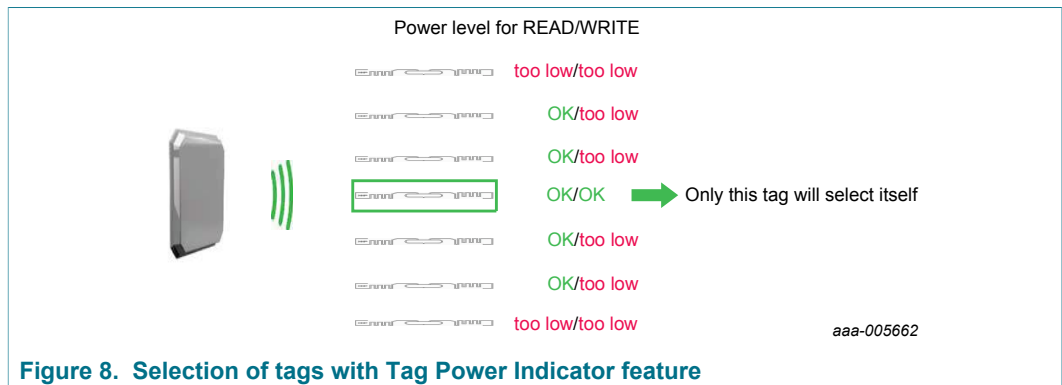 Power level for READ/WRITE
too low/too low
OK/too low
OK/too low
OK/OK Only this tag will select itself
OK/too low
OK/too low
too low/too low
aaa-005662
Figure 8. Selection of tags with Tag Power Indicator feature